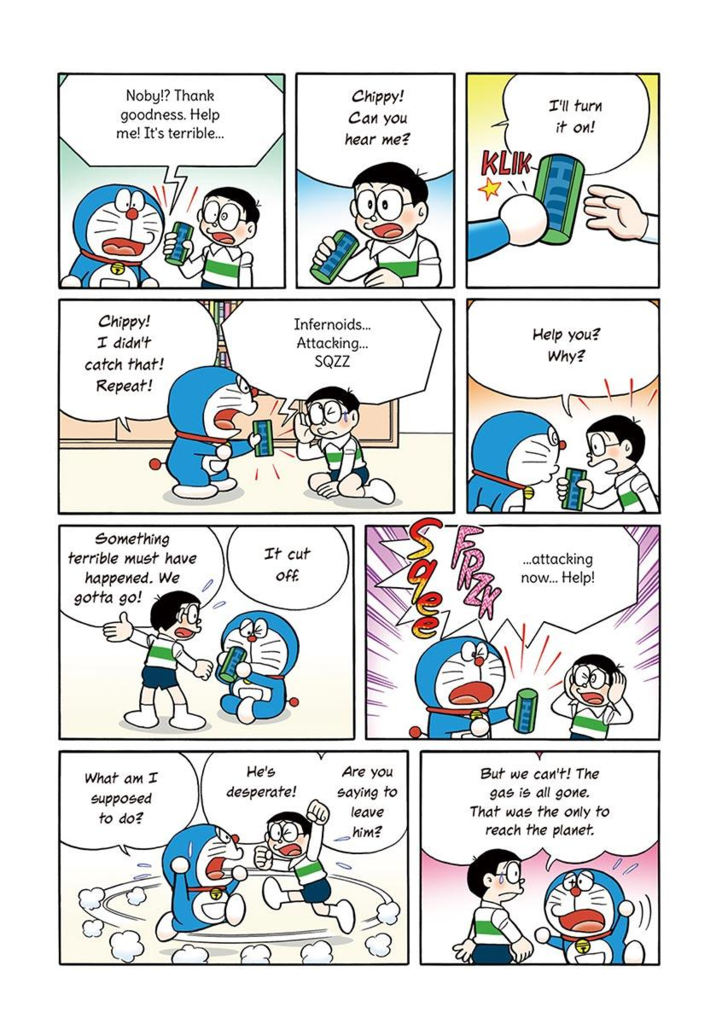 I'll turn
it on!
KLIK
Chippy!
Can you
hear me?
Noby!? Thank
goodness. Help
me! It's terrible...
Help you?
Why?
Infernoids...
Attacking...
SQZZ
Chippy!
I didn't
catch that!
Repeat!
...attacking
now... Help!
FRZK
Sqee
It cut
off.
Something
terrible must have
happened. We
gotta go!
But we can't! The
gas is all gone.
That was the only to
reach the planet.
Are you
saying to
leave
him?
He's
desperate!
What am I
supposed
to do?